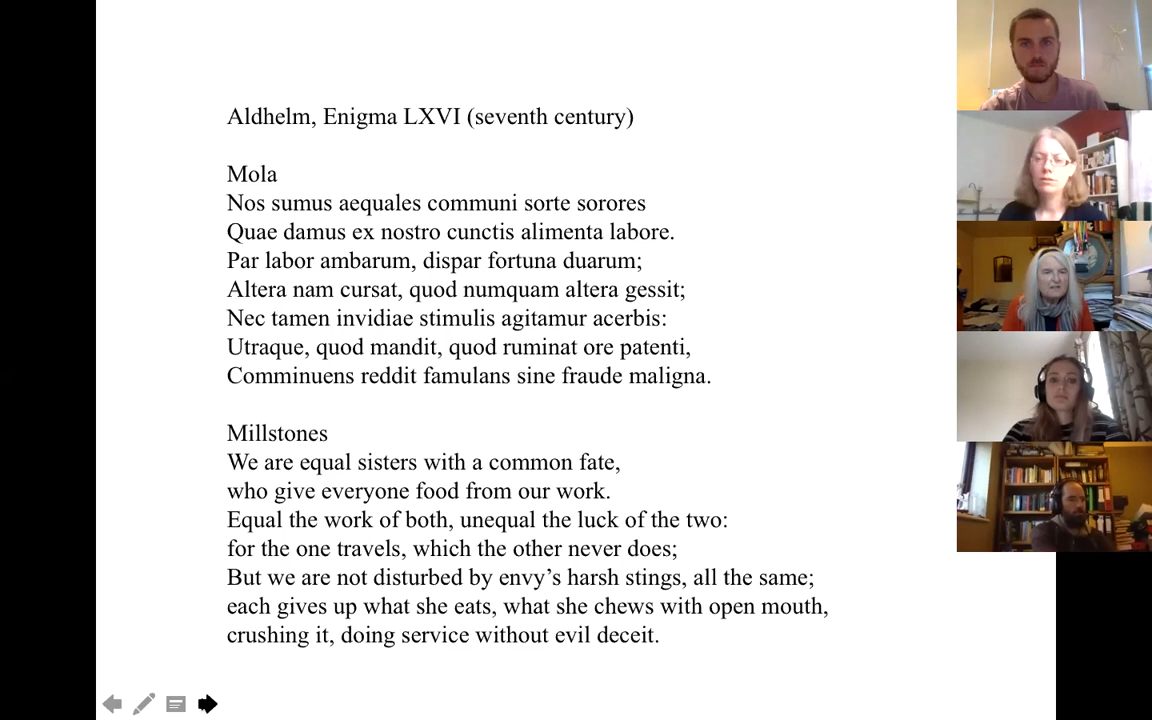 Aldhelm, Enigma LXVI (seventh century)
Mola
Nos sumus aequales communi sorte sorores
Quae damus ex nostro cunctis alimenta labore.
Par labor ambarum, dispar fortuna duarum;
Altera nam cursat, quod numquam altera gessit;
Nec tamen invidiae stimulis agitamur acerbis:
Utraque, quod mandit, quod ruminat ore patenti,
Comminuens reddit famulans sine fraude maligna.
Millstones
We are equal sisters with a common fate,
who give everyone food from our work.
Equal the work of both, unequal the luck of the two:
for the one travels, which the other never does;
But we are not disturbed by envy’s harsh stings, all the same;
each gives up what she eats, what she chews with open mouth,
crushing it, doing service without evil deceit.